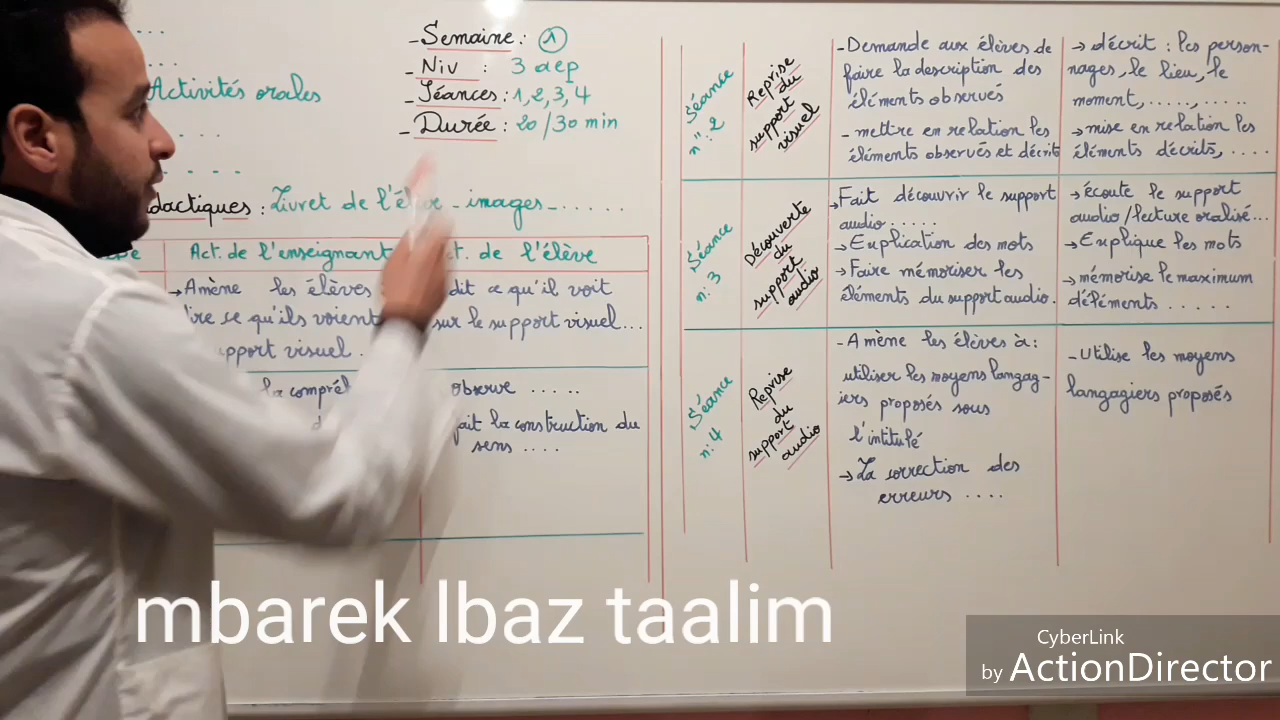 .....
.....
Activités orales
.....
.....
-Semaine: 1
-Niv : 3 aep
-Séances: 1,2,3,4
-Durée: 20/30 min
dactiques : Livret de l'élève - images - ......
Act. de l'enseignant
ct. de l'élève
→Amène les élèves
ire ce qu'ils voient
pport visuel.
dit ce qu'il voit
sur le support visuel...
la compré
observe .....
fait la construction du
sens ....
Séance
n°:2
Reprise
du
support
visuel
-Demande aux élèves de
faire la description des
éléments observés
-mettre en relation les
éléments observés et décrits
→décrit : les person-
nages, le lieu, le
moment, ....., .....
→mise en relation les
éléments décrits, ....
Séance
n:3
Découverte
du
support
audio
→Fait découvrir le support
audio .....
→Explication des mots
→Faire mémoriser les
éléments du support audio.
→écoute le support
audio/lecture oralisée...
→Explique les mots
→mémorise le maximum
d'éléments .....
Séance
n:4
Reprise
du
support
audio
-Amène les élèves à:
utiliser les moyens langag-
iers proposés sous
l'intitulé
→La correction des
erreurs ....
-Utilise les moyens
langagiers proposés
mbarek lbaz taalim
CyberLink
by ActionDirector